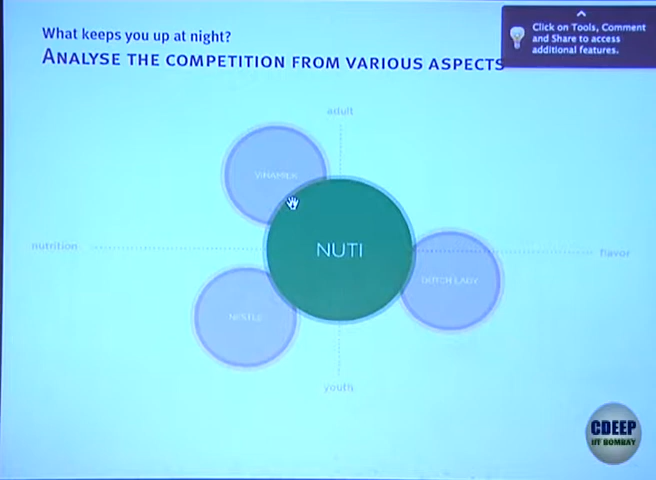 What keeps you up at night?
ANALYSE THE COMPETITION FROM VARIOUS ASPECTS
Click on Tools, Comment
and Share to access
additional features.
adult
VINAMILK
NUTI
nutrition
flavor
DUTCH LADY
NESTLE
youth
CDEEP
IIT BOMBAY